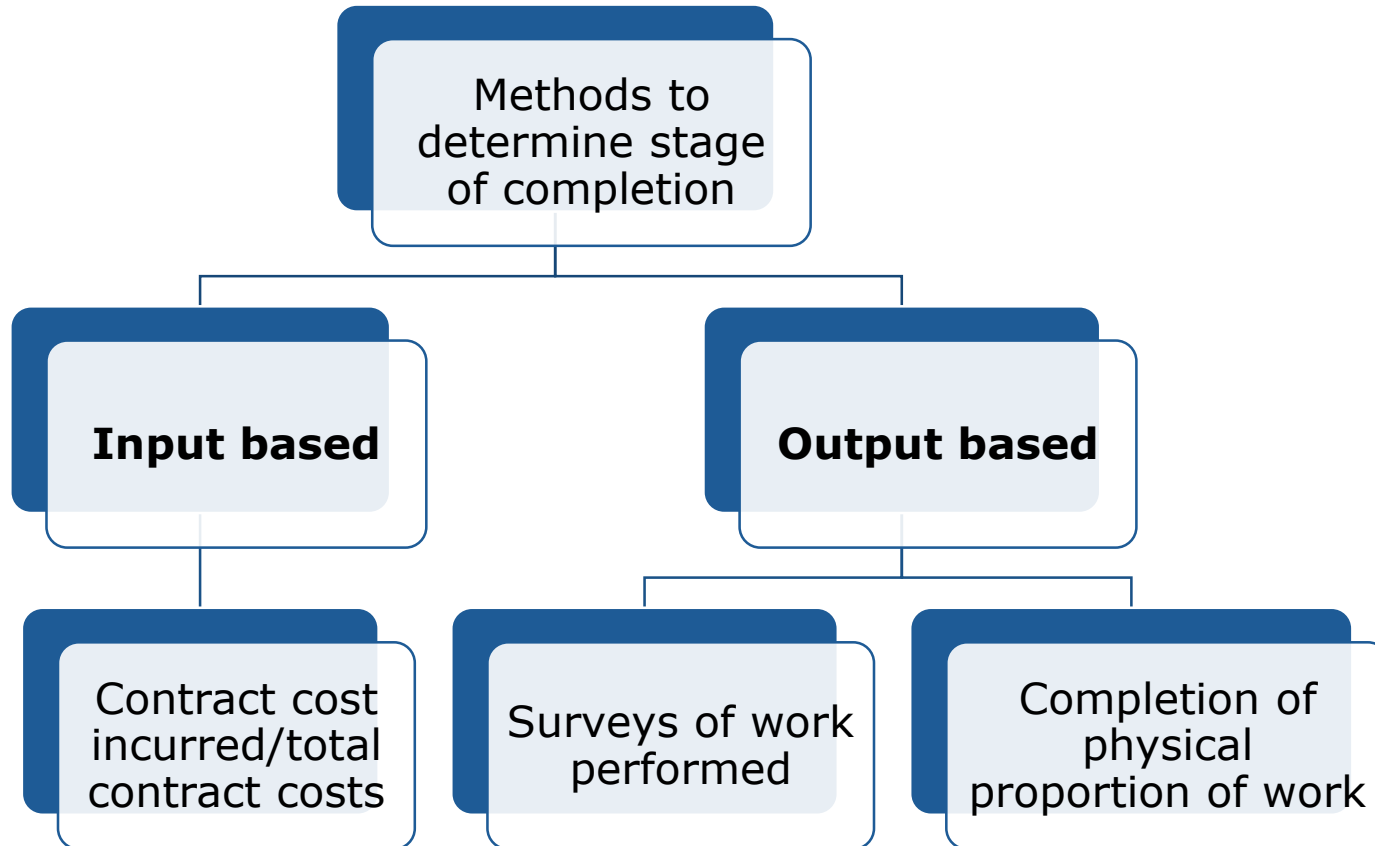 Methods to
determine stage
of completion
Input based
Output based
Contract cost
incurred/total
contract costs
Surveys of work
performed
Completion of
physical
proportion of work